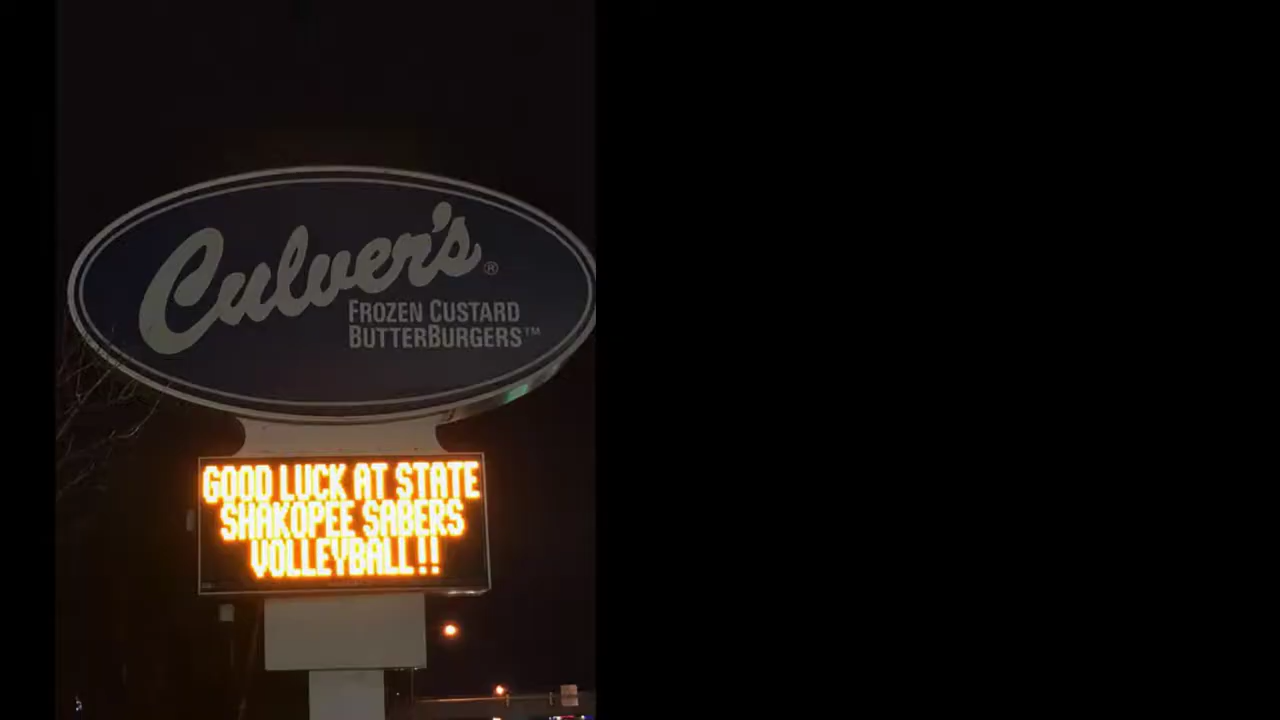 Culver's®
FROZEN CUSTARD
BUTTERBURGERS™
GOOD LUCK AT STATE
SHAKOPEE SABERS
VOLLEYBALL!!